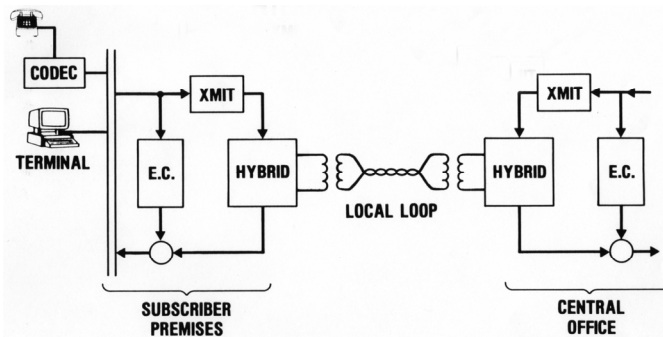 CODEC
TERMINAL
XMIT
E.C.
HYBRID
LOCAL LOOP
XMIT
HYBRID
E.C.
SUBSCRIBER
PREMISES
CENTRAL
OFFICE